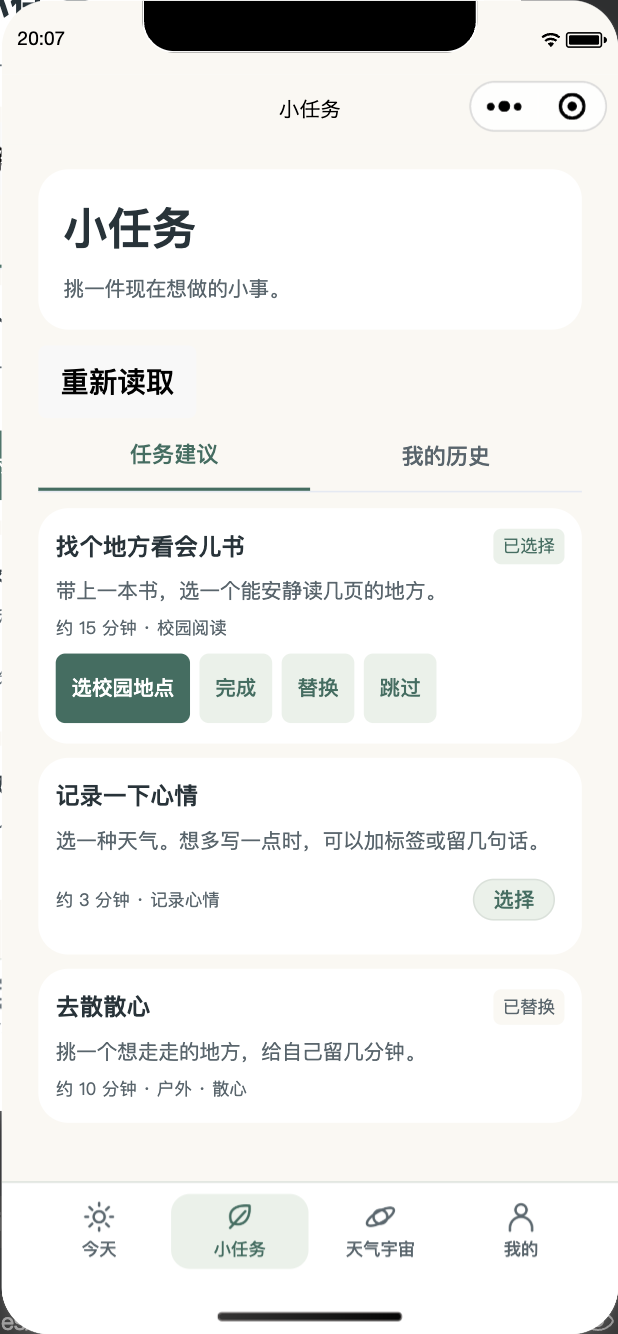 20:07
小任务
小任务
挑一件现在想做的小事。
重新读取
任务建议
我的历史
找个地方看会儿书
已选择
带上一本书，选一个能安静读几页的地方。
约 15 分钟 · 校园阅读
选校园地点
完成
替换
跳过
记录一下心情
选一种天气。想多写一点时，可以加标签或留几句话。
约 3 分钟 · 记录心情
选择
去散散心
已替换
挑一个想走走的地方，给自己留几分钟。
约 10 分钟 · 户外 · 散心
今天
小任务
天气宇宙
我的